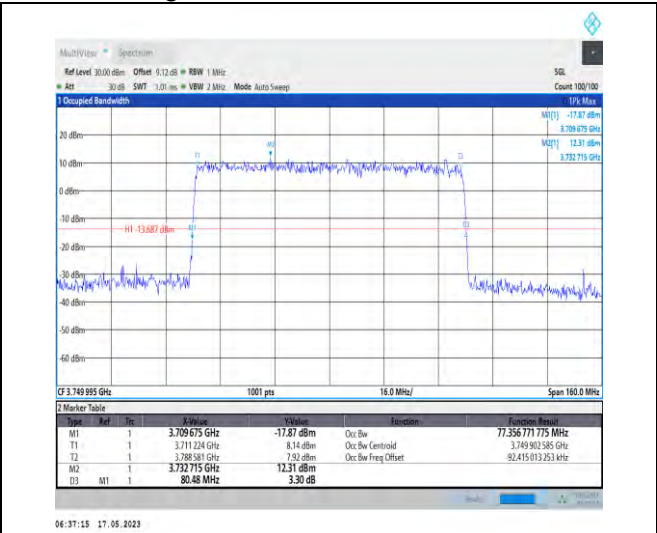 MultiView Spectrum
Ref Level 30.00 dBm Offset 9.12 dB RBW 1 MHz SGL
Att 30 dB SWT 1.01 ms VBW 2 MHz Mode Auto Sweep Count 100/100
1 Occupied Bandwidth 1Pk Max
M1[1] -17.87 dBm
3.709 675 GHz
M2[1] 12.31 dBm
3.732 715 GHz
20 dBm
M2
T1
10 dBm
0 dBm
-10 dBm
H1 -13.687 dBm
M1
D3
-20 dBm
-30 dBm
-40 dBm
-50 dBm
-60 dBm
CF 3.749 995 GHz 1001 pts 16.0 MHz/ Span 160.0 MHz
2 Marker Table
Type Ref Trc X-Value Y-Value Function Function Result
M1 1 3.709 675 GHz -17.87 dBm Occ Bw 77.356 771 775 MHz
T1 1 3.711 224 GHz 8.14 dBm Occ Bw Centroid 3.749 902 585 GHz
T2 1 3.788 581 GHz 7.92 dBm Occ Bw Freq Offset -92.415 013 253 kHz
M2 1 3.732 715 GHz 12.31 dBm
D3 M1 1 80.48 MHz 3.30 dB
06:37:15 17.05.2023